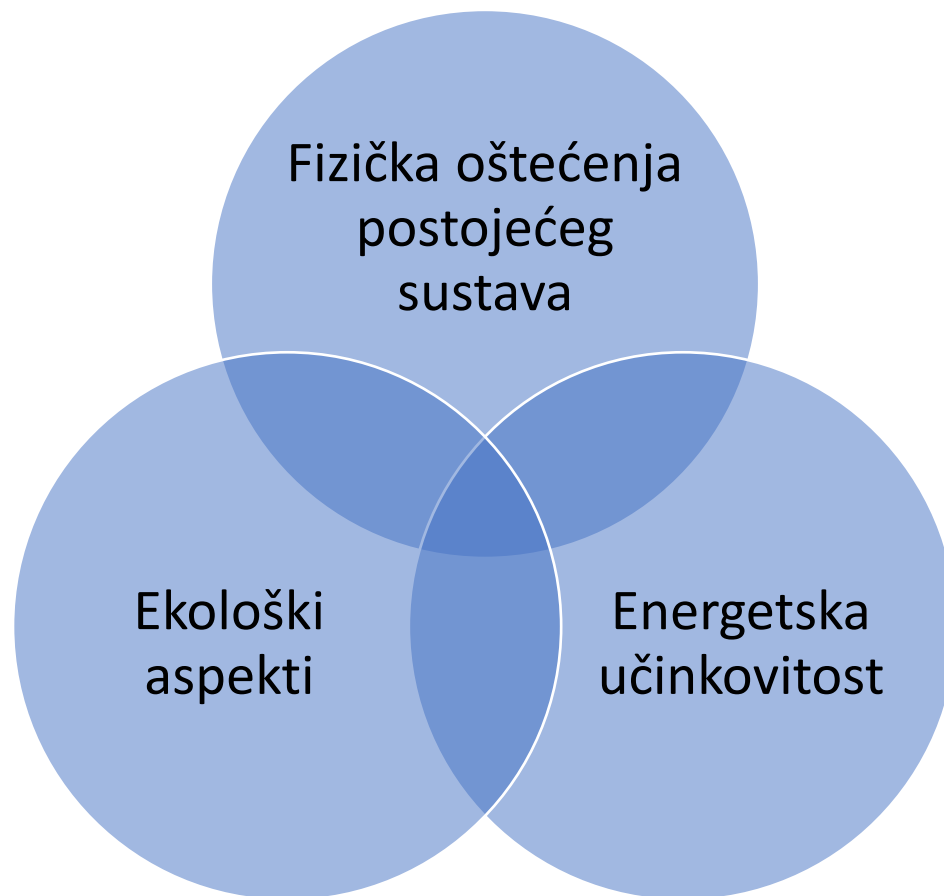 Fizička oštećenja
postojećeg
sustava
Ekološki
aspekti
Energetska
učinkovitost